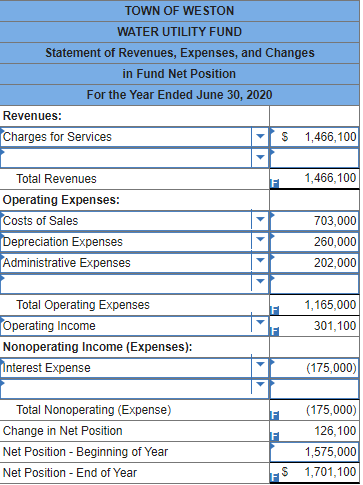 TOWN OF WESTON
WATER UTILITY FUND
Statement of Revenues, Expenses, and Changes
in Fund Net Position
For the Year Ended June 30, 2020
Revenues:
Charges for Services $ 1,466,100
Total Revenues 1,466,100
Operating Expenses:
Costs of Sales 703,000
Depreciation Expenses 260,000
Administrative Expenses 202,000
Total Operating Expenses 1,165,000
Operating Income 301,100
Nonoperating Income (Expenses):
Interest Expense (175,000)
Total Nonoperating (Expense) (175,000)
Change in Net Position 126,100
Net Position - Beginning of Year 1,575,000
Net Position - End of Year $ 1,701,100